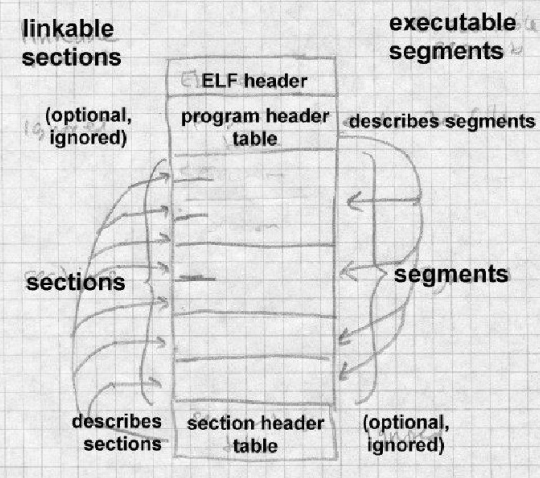 linkable
sections
executable
segments
ELF header
(optional,
ignored)
program header
table
describes segments
sections
segments
describes
sections
section header
table
(optional,
ignored)